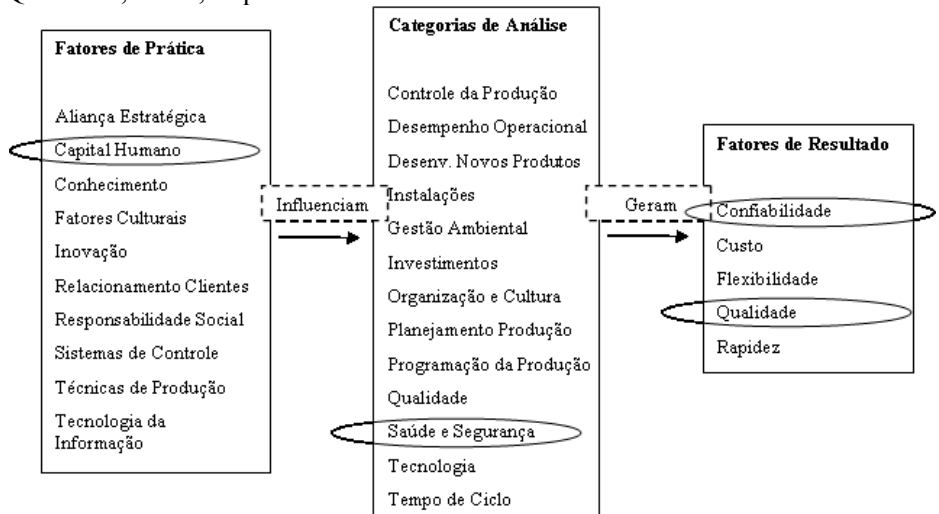 Fatores de Prática
Aliança Estratégica
Capital Humano
Conhecimento
Fatores Culturais
Inovação
Relacionamento Clientes
Responsabilidade Social
Sistemas de Controle
Técnicas de Produção
Tecnologia da
Informação
Influenciam
Categorias de Análise
Controle da Produção
Desempenho Operacional
Desenv. Novos Produtos
Instalações
Gestão Ambiental
Investimentos
Organização e Cultura
Planejamento Produção
Programação da Produção
Qualidade
Saúde e Segurança
Tecnologia
Tempo de Ciclo
Geram
Fatores de Resultado
Confiabilidade
Custo
Flexibilidade
Qualidade
Rapidez